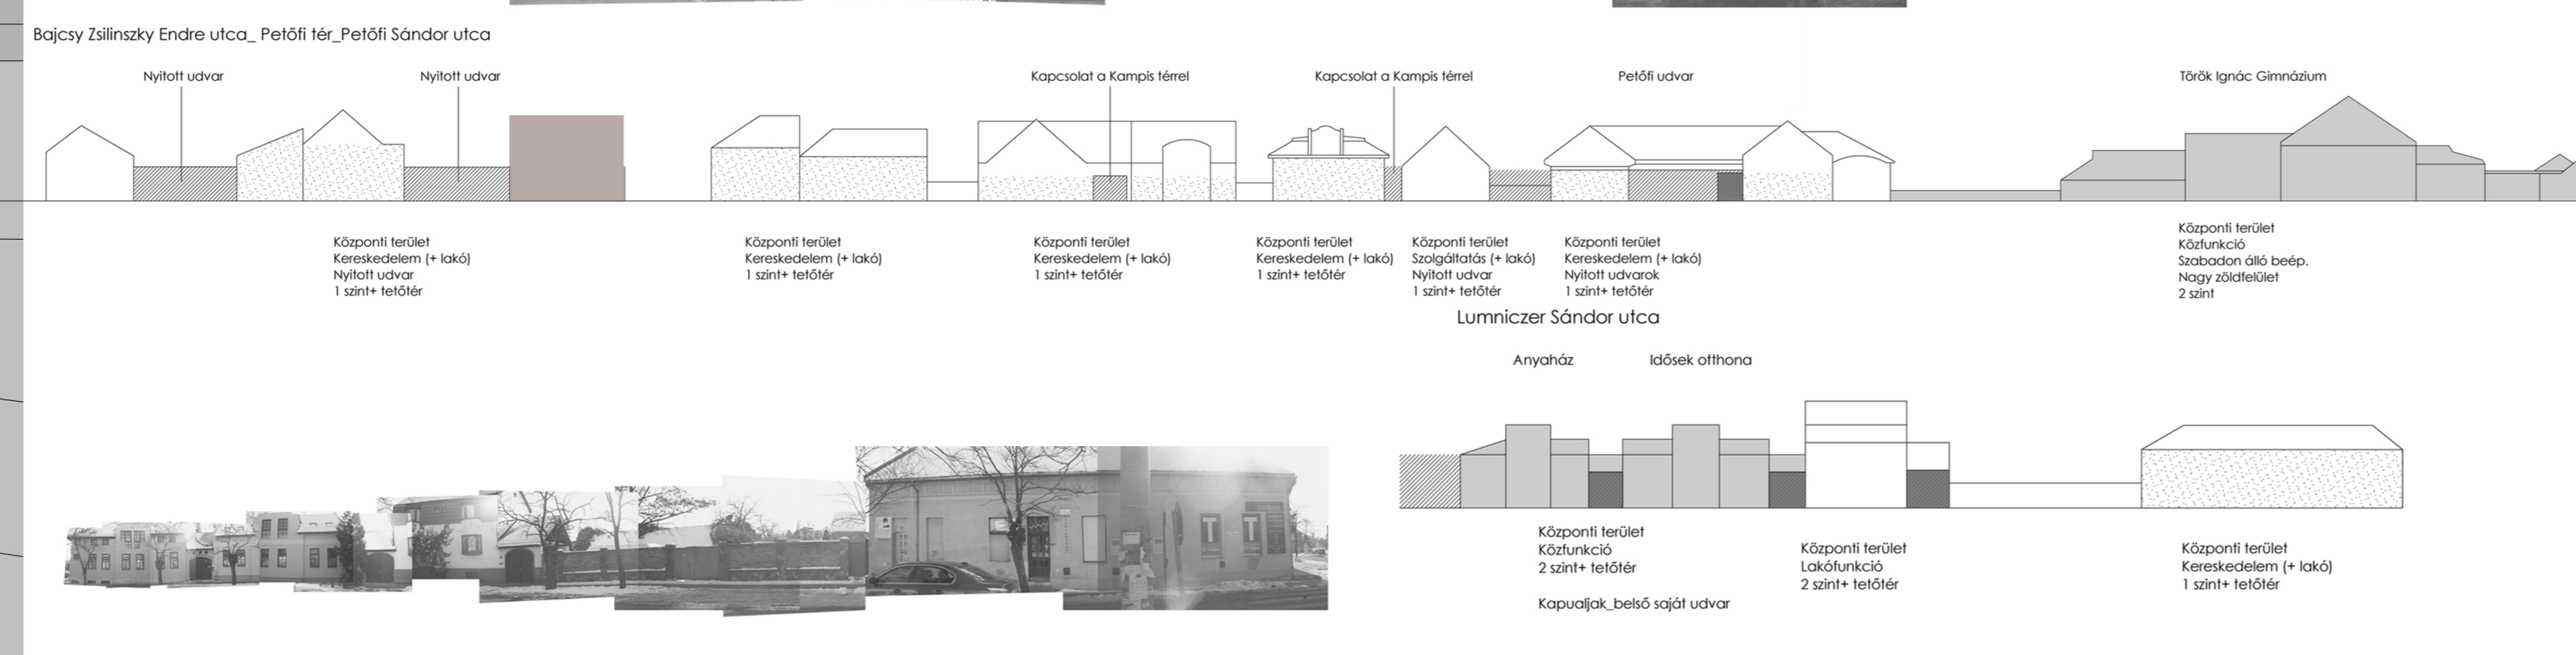 Bajcsy Zsilinszky Endre utca_ Petőfi tér_Petőfi Sándor utca
Nyitott udvar
Nyitott udvar
Kapcsolat a Kampis térrel
Kapcsolat a Kampis térrel
Petőfi udvar
Török Ignác Gimnázium
Központi terület
Kereskedelem (+ lakó)
Nyitott udvar
1 szint+ tetőtér
Központi terület
Kereskedelem (+ lakó)
1 szint+ tetőtér
Központi terület
Kereskedelem (+ lakó)
1 szint+ tetőtér
Központi terület
Kereskedelem (+ lakó)
1 szint+ tetőtér
Központi terület
Szolgáltatás (+ lakó)
Nyitott udvar
1 szint+ tetőtér
Központi terület
Kereskedelem (+ lakó)
Nyitott udvarok
1 szint+ tetőtér
Központi terület
Közfunkció
Szabadon álló beép.
Nagy zöldfelület
2 szint
Lumniczer Sándor utca
Anyaház
Idősek otthona
Központi terület
Közfunkció
2 szint+ tetőtér
Kapualjak_belső saját udvar
Központi terület
Lakófunkció
2 szint+ tetőtér
Központi terület
Kereskedelem (+ lakó)
1 szint+ tetőtér